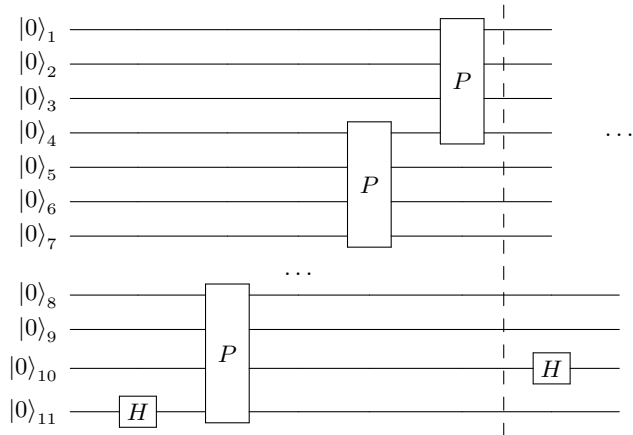 |0⟩₁
|0⟩₂
P
|0⟩₃
|0⟩₄ ...
|0⟩₅
P
|0⟩₆
|0⟩₇
...
|0⟩₈
|0⟩₉
P
|0⟩₁₀ H
|0⟩₁₁ H